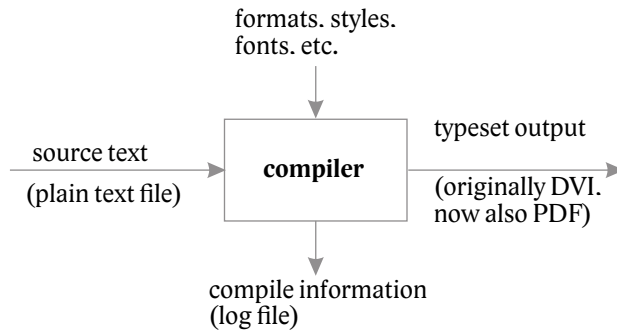 formats. styles.
fonts. etc.
source text
(plain text file)
compiler
typeset output
(originally DVI.
now also PDF)
compile information
(log file)